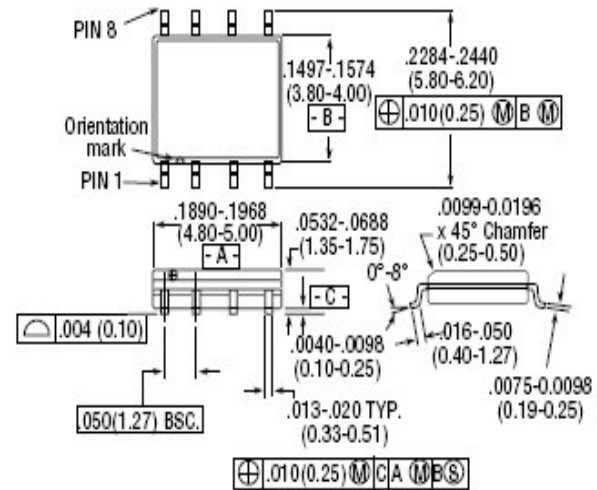 PIN 8
.1497-.1574
(3.80-4.00)
- B -
.2284-.2440
(5.80-6.20)
⌖ .010(0.25) Ⓜ B Ⓜ
Orientation
mark
PIN 1
.1890-.1968
(4.80-5.00)
- A -
.0532-.0688
(1.35-1.75)
- C -
.0099-0.0196
x 45° Chamfer
(0.25-0.50)
0°-8°
⌓ .004 (0.10)
.0040-.0098
(0.10-0.25)
.016-.050
(0.40-1.27)
.0075-0.0098
(0.19-0.25)
.050(1.27) BSC.
.013-.020 TYP.
(0.33-0.51)
⌖ .010(0.25) Ⓜ C A Ⓜ B Ⓢ